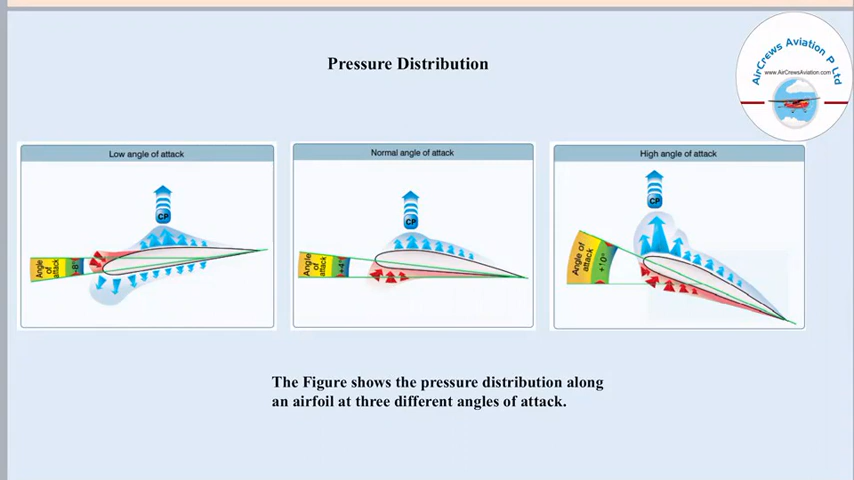 Pressure Distribution
AirCrews Aviation P Ltd
www.AirCrewsAviation.com
Low angle of attack
Normal angle of attack
High angle of attack
CP
CP
CP
Angle of attack
-8°
Angle of attack
+4°
Angle of attack
+10°
The Figure shows the pressure distribution along
an airfoil at three different angles of attack.